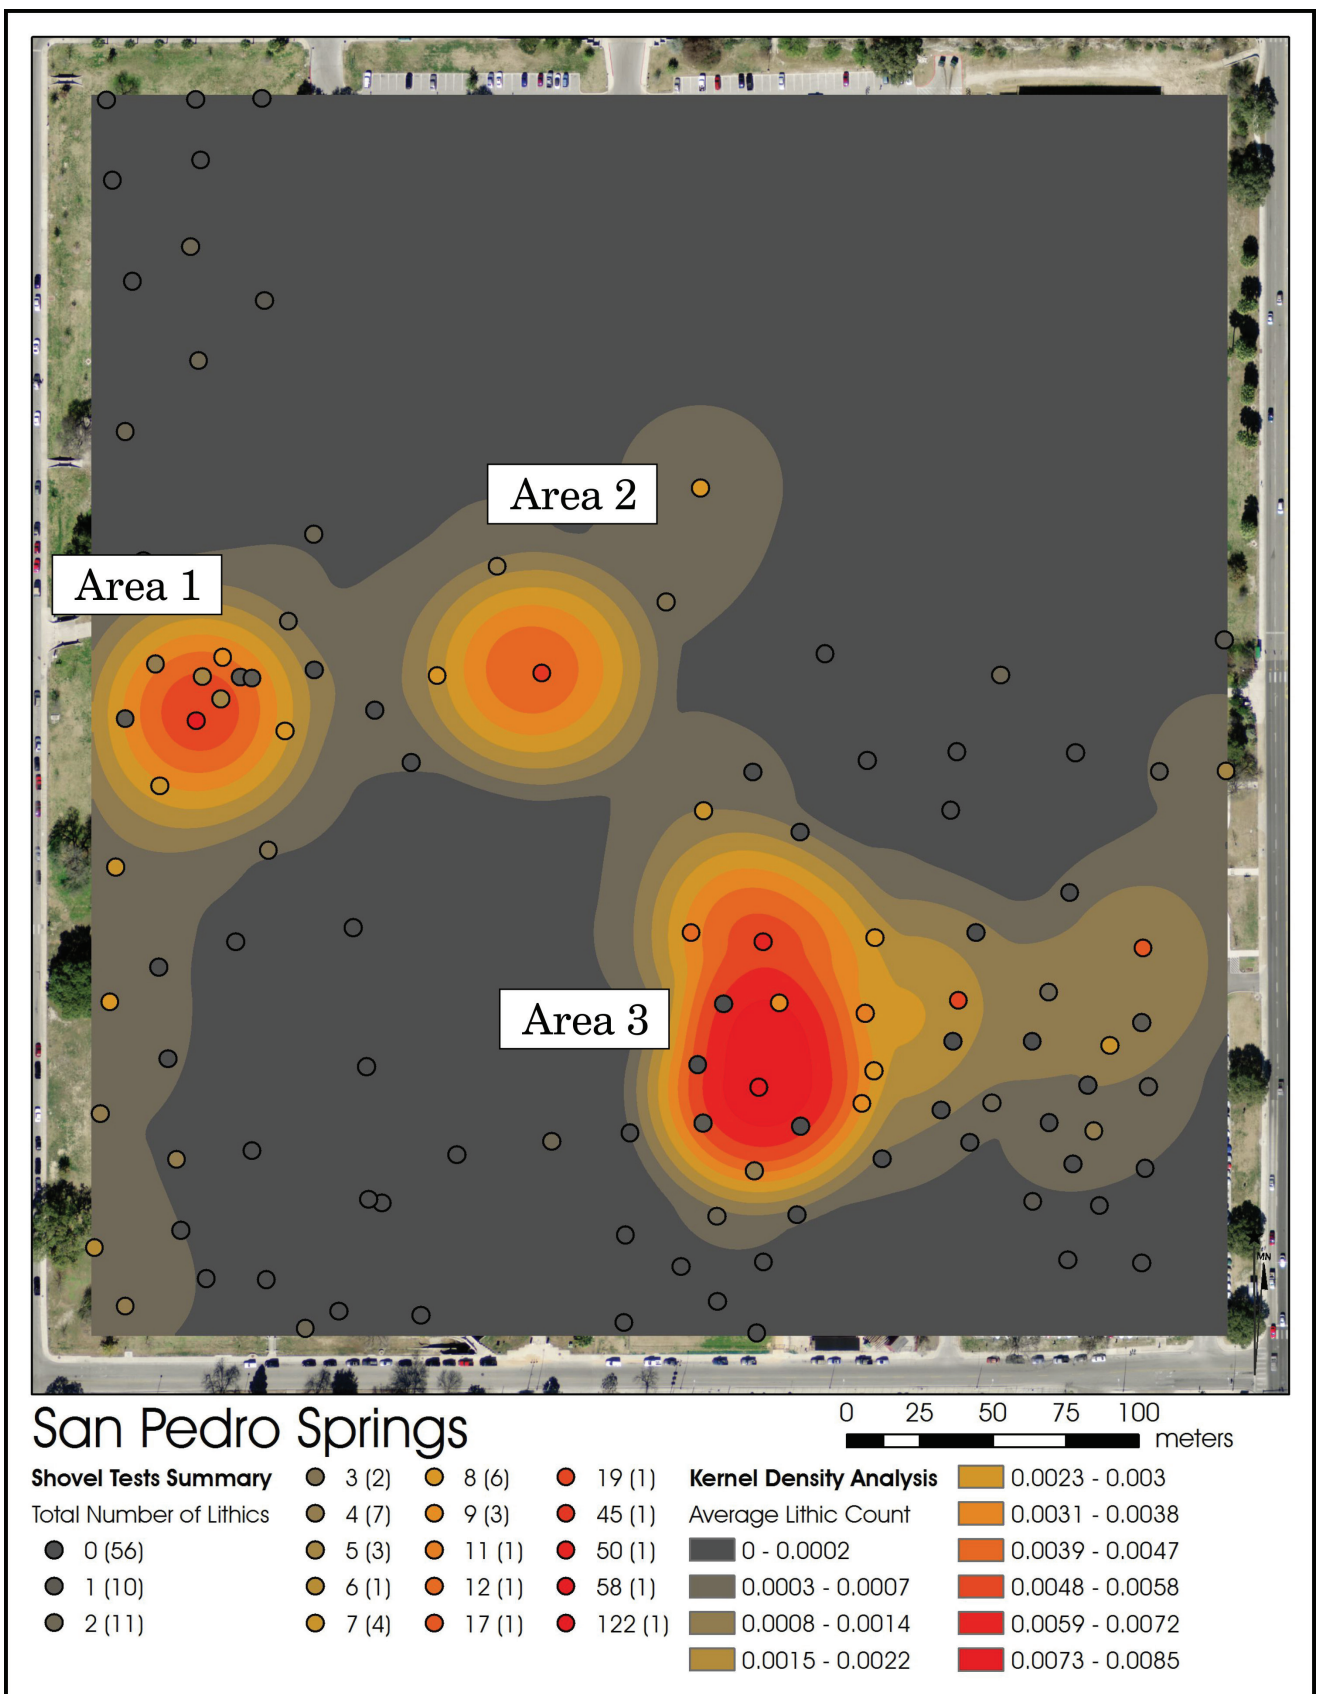 Area 2
Area 1
Area 3
MN
San Pedro Springs
0 25 50 75 100
meters
Shovel Tests Summary
Total Number of Lithics
0 (56)
1 (10)
2 (11)
3 (2)
4 (7)
5 (3)
6 (1)
7 (4)
8 (6)
9 (3)
11 (1)
12 (1)
17 (1)
19 (1)
45 (1)
50 (1)
58 (1)
122 (1)
Kernel Density Analysis
Average Lithic Count
0 - 0.0002
0.0003 - 0.0007
0.0008 - 0.0014
0.0015 - 0.0022
0.0023 - 0.003
0.0031 - 0.0038
0.0039 - 0.0047
0.0048 - 0.0058
0.0059 - 0.0072
0.0073 - 0.0085